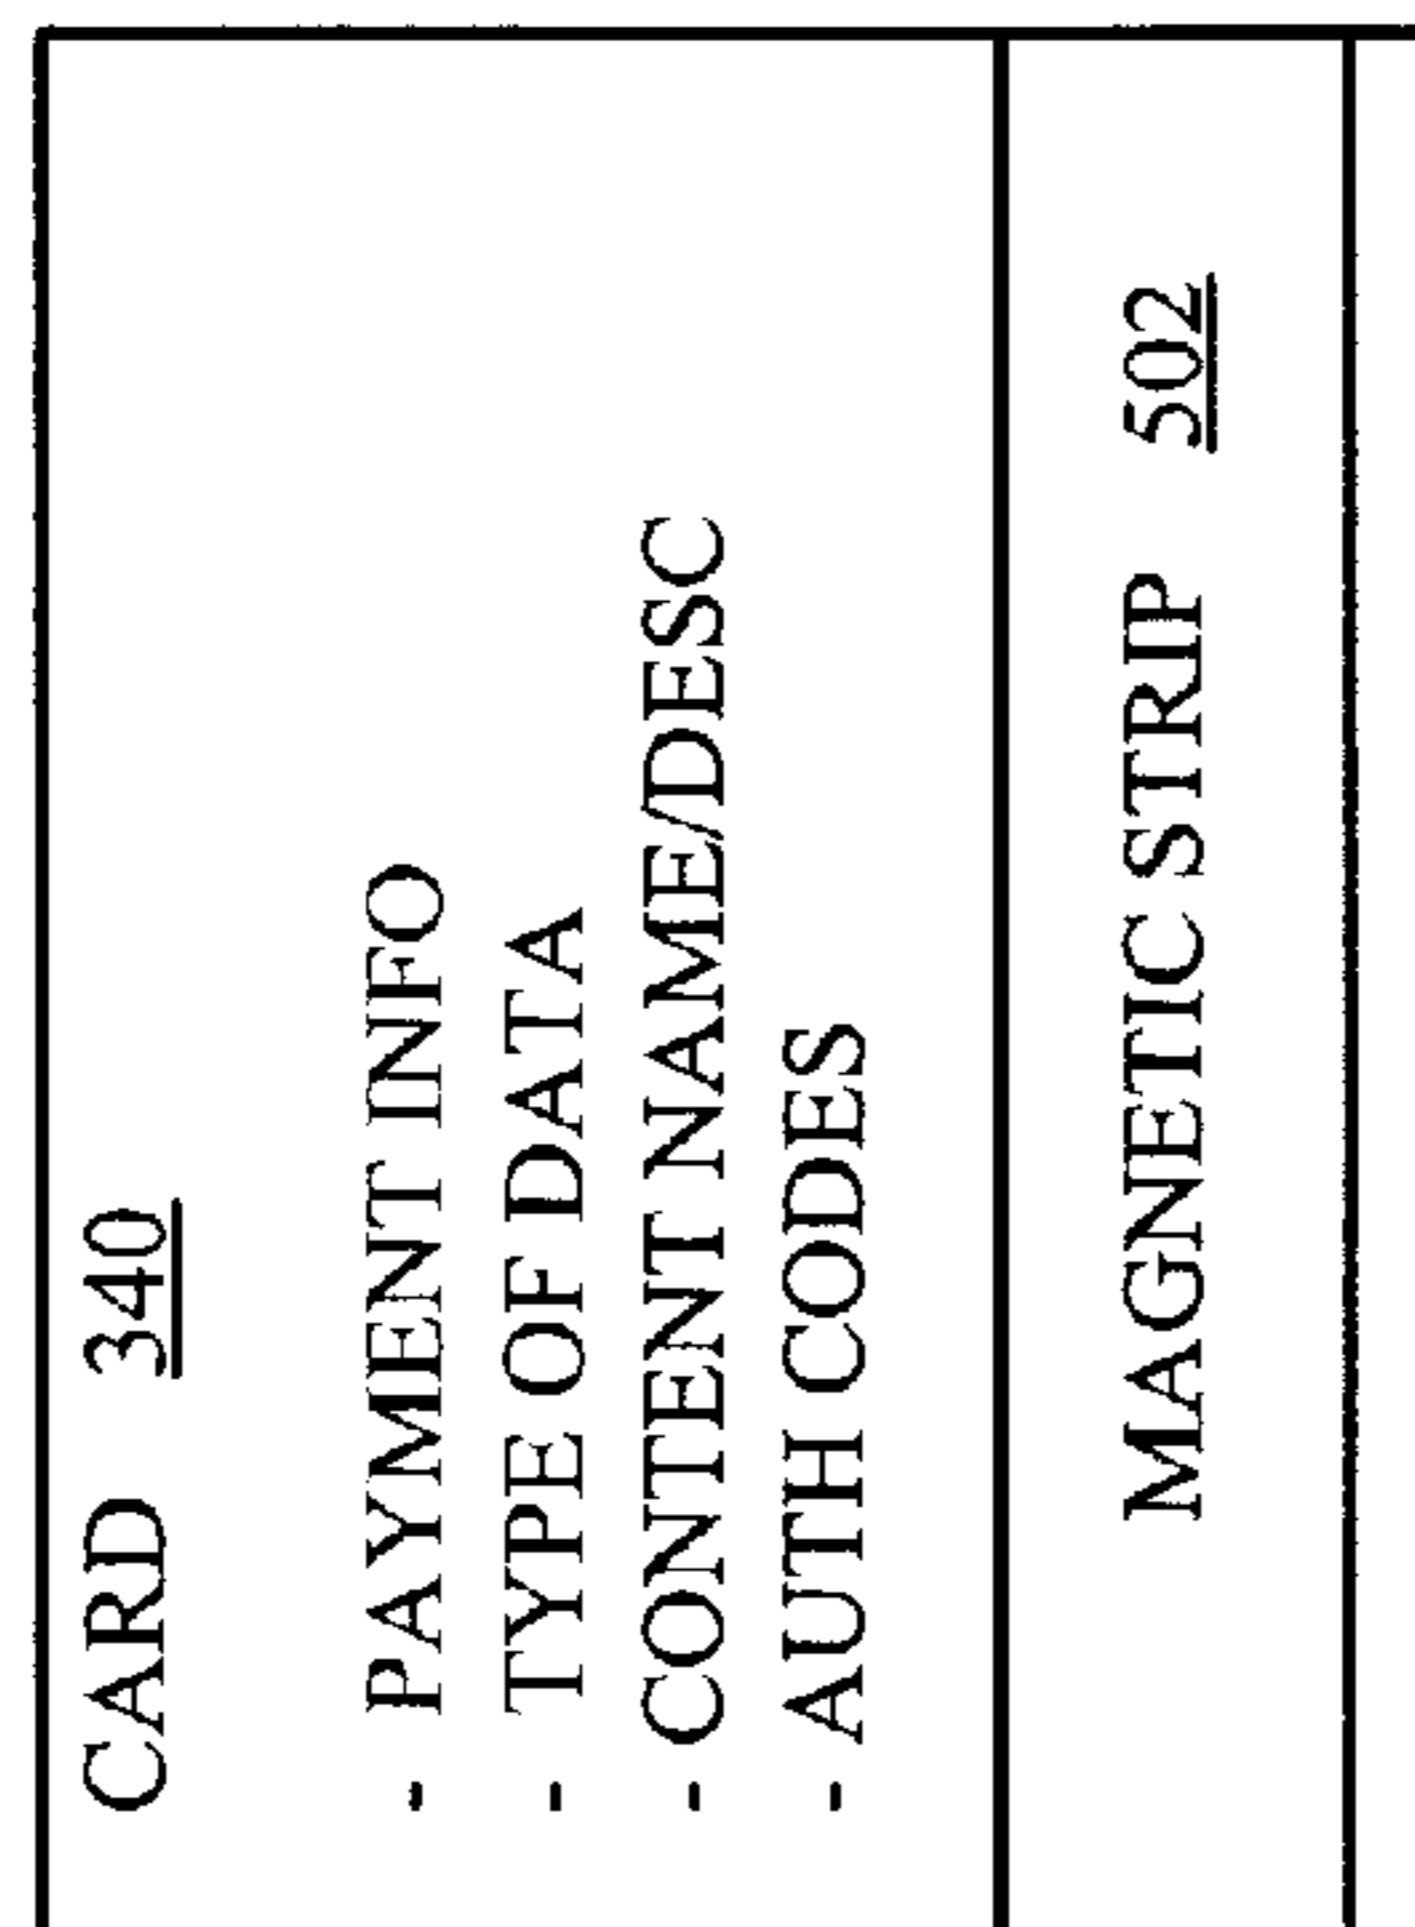 CARD 340
- PAYMENT INFO
- TYPE OF DATA
- CONTENT NAME/DESC
- AUTH CODES
MAGNETIC STRIP 502